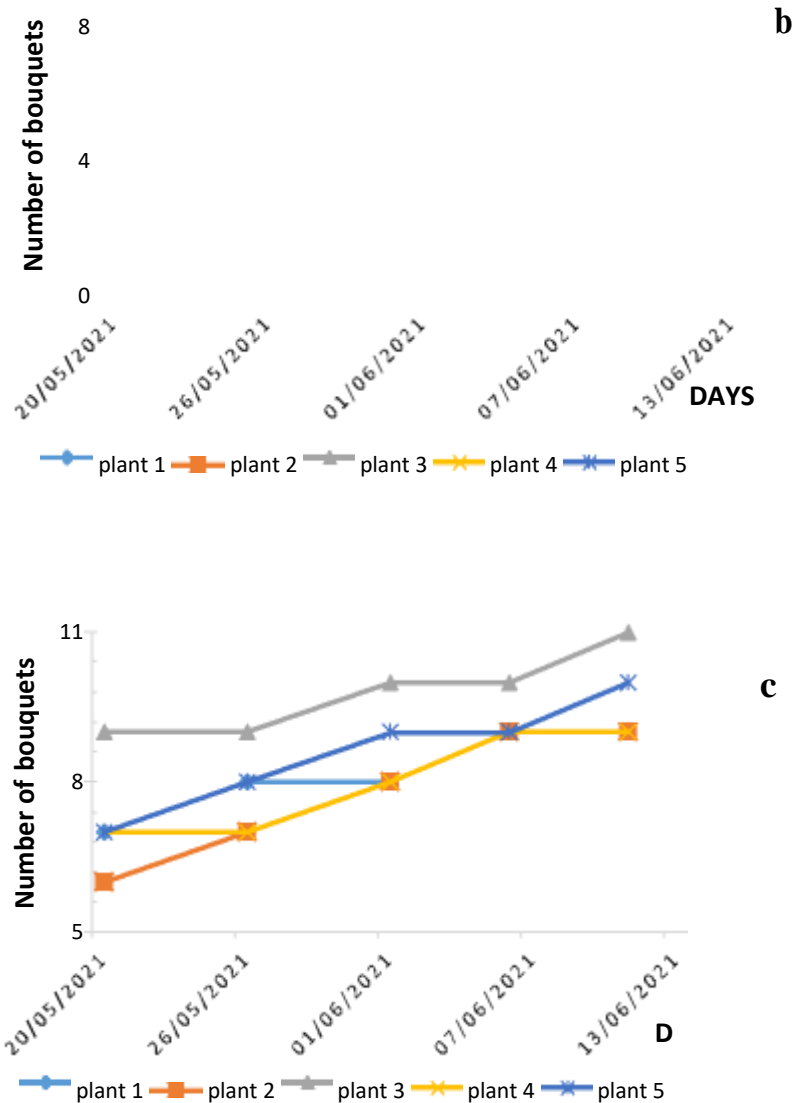 b
Number of bouquets
8
4
0
20/05/2021
26/05/2021
01/06/2021
07/06/2021
13/06/2021
DAYS
plant 1 plant 2 plant 3 plant 4 plant 5
c
Number of bouquets
11
8
5
20/05/2021
26/05/2021
01/06/2021
07/06/2021
13/06/2021
D
plant 1 plant 2 plant 3 plant 4 plant 5